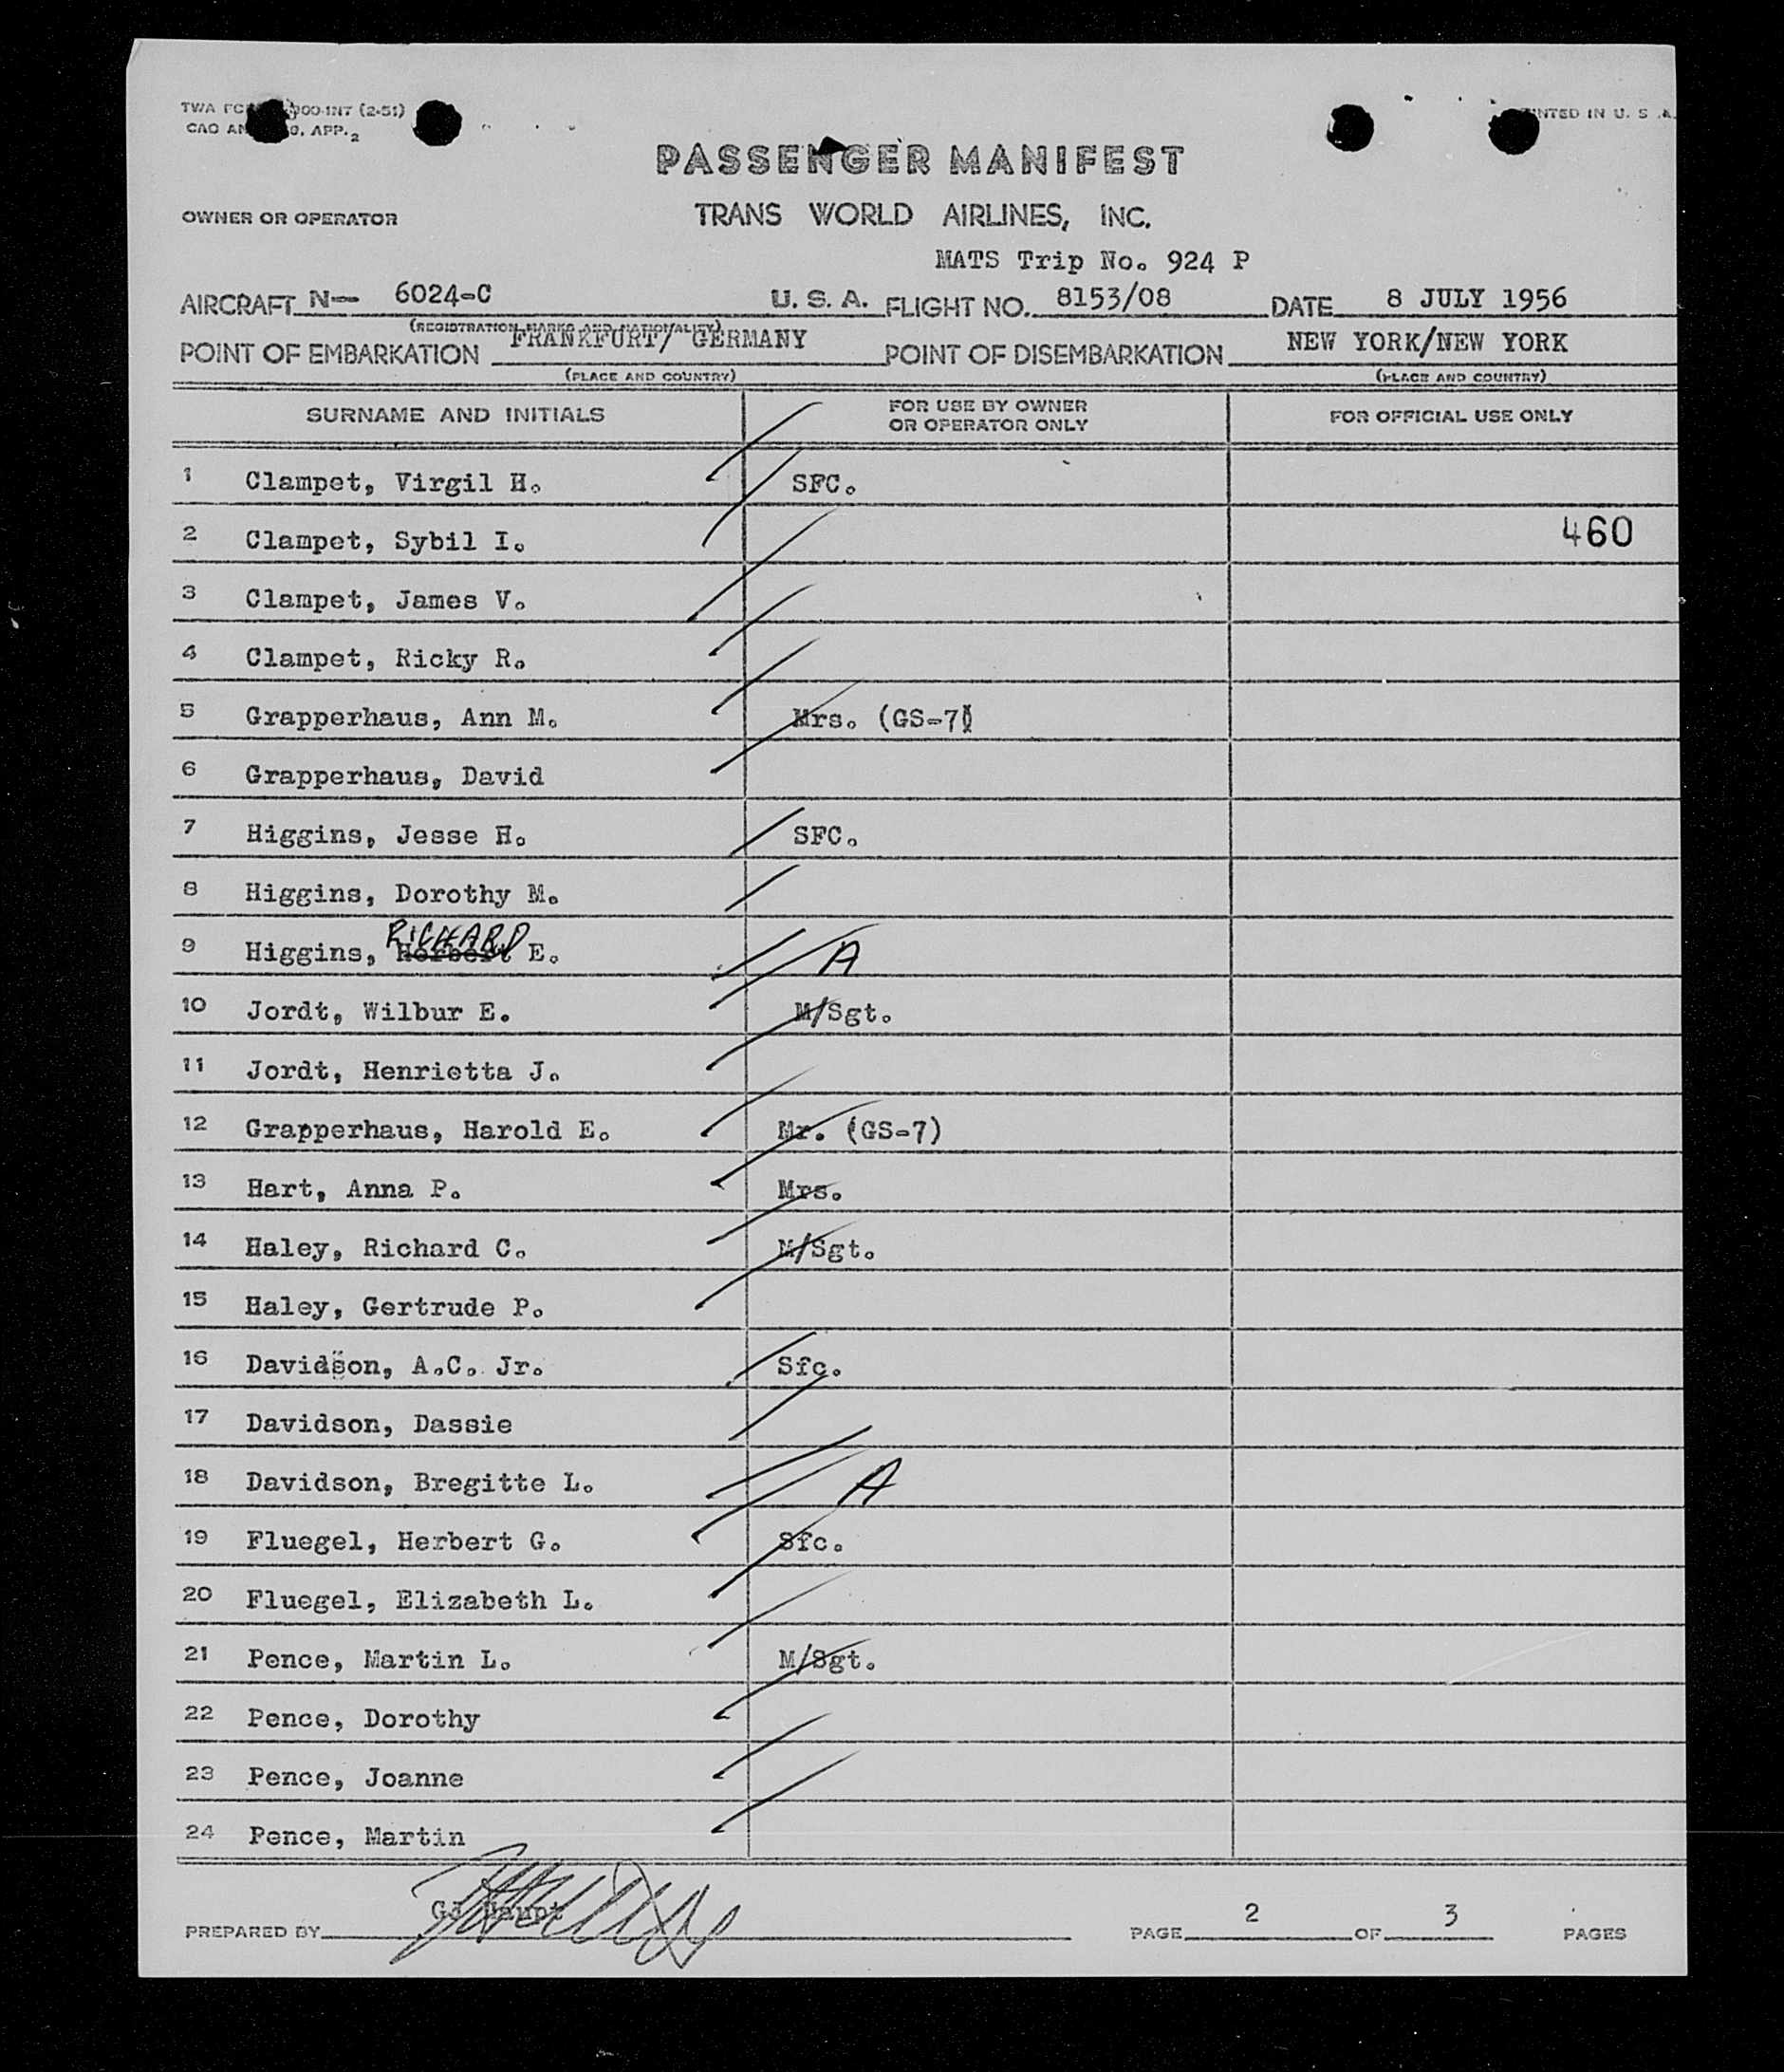 TWA 300-INT (2-51)
CAO APP. 2
PRINTED IN U. S. A.
PASSENGER MANIFEST
OWNER OR OPERATOR TRANS WORLD AIRLINES, INC.
MATS Trip No. 924 P
AIRCRAFT N— 6024-C U. S. A. FLIGHT NO. 8153/08 DATE 8 JULY 1956
(REGISTRATION MARKS AND NATIONALITY)
POINT OF EMBARKATION FRANKFURT/ GERMANY POINT OF DISEMBARKATION NEW YORK/NEW YORK
(PLACE AND COUNTRY) (PLACE AND COUNTRY)
SURNAME AND INITIALS FOR USE BY OWNER OR OPERATOR ONLY FOR OFFICIAL USE ONLY
1 Clampet, Virgil H. SFC.
2 Clampet, Sybil I. 460
3 Clampet, James V.
4 Clampet, Ricky R.
5 Grapperhaus, Ann M. Mrs. (GS-7)
6 Grapperhaus, David
7 Higgins, Jesse H. SFC.
8 Higgins, Dorothy M.
RICHARD
9 Higgins, Herbert E. A
10 Jordt, Wilbur E. M/Sgt.
11 Jordt, Henrietta J.
12 Grapperhaus, Harold E. Mr. (GS-7)
13 Hart, Anna P. Mrs.
14 Haley, Richard C. M/Sgt.
15 Haley, Gertrude P.
16 Davidson, A.C. Jr. Sfc.
17 Davidson, Dassie
18 Davidson, Bregitte L. A
19 Fluegel, Herbert G. Sfc.
20 Fluegel, Elizabeth L.
21 Pence, Martin L. M/Sgt.
22 Pence, Dorothy
23 Pence, Joanne
24 Pence, Martin
PREPARED BY GJ Haupt PAGE 2 OF 3 PAGES